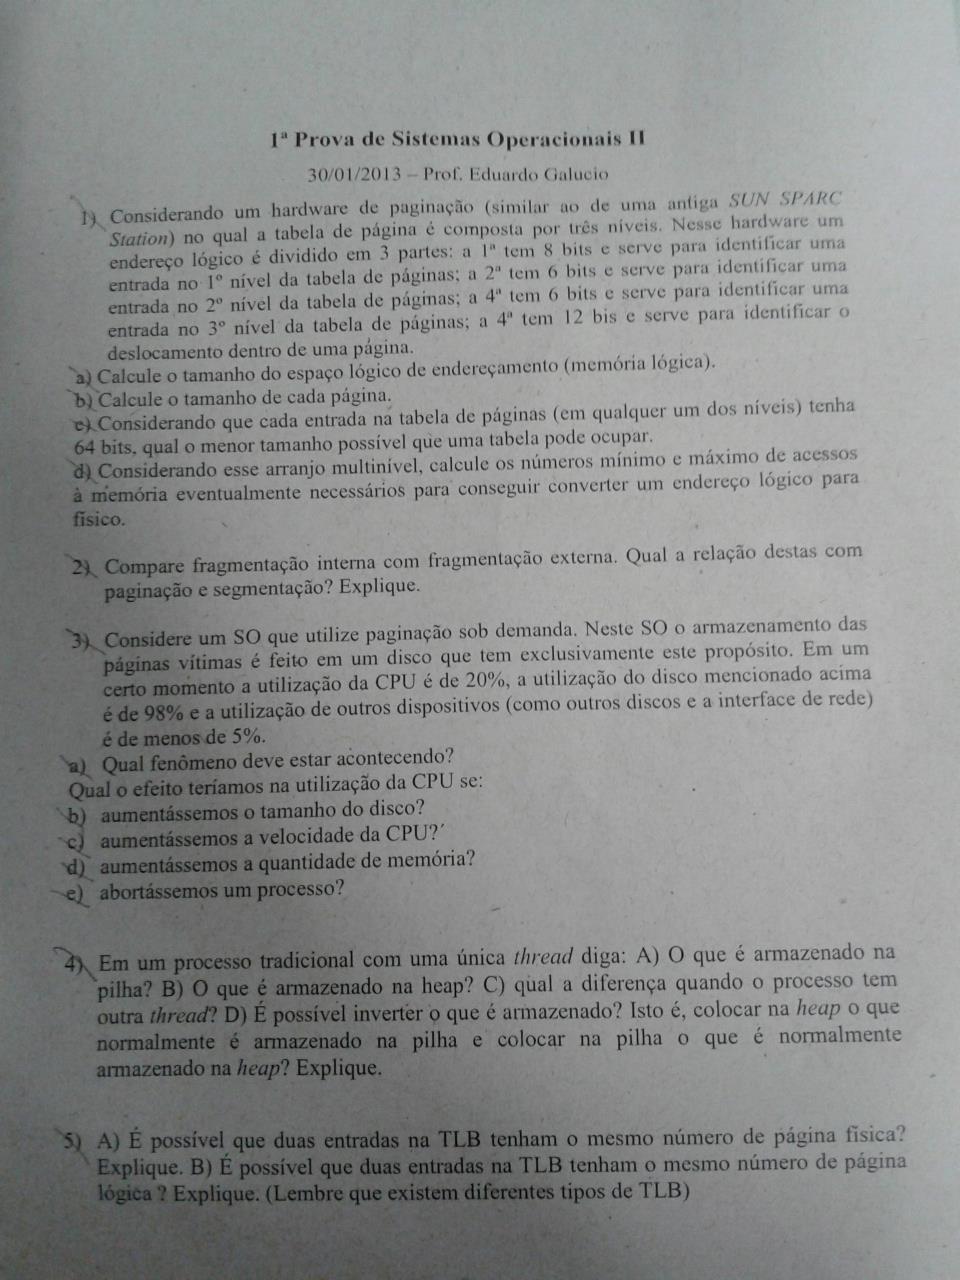 1ª Prova de Sistemas Operacionais II
30/01/2013 – Prof. Eduardo Galucio
1) Considerando um hardware de paginação (similar ao de uma antiga SUN SPARC
Station) no qual a tabela de página é composta por três níveis. Nesse hardware um
endereço lógico é dividido em 3 partes: a 1ª tem 8 bits e serve para identificar uma
entrada no 1º nível da tabela de páginas; a 2ª tem 6 bits e serve para identificar uma
entrada no 2º nível da tabela de páginas; a 4ª tem 6 bits e serve para identificar uma
entrada no 3º nível da tabela de páginas; a 4ª tem 12 bis e serve para identificar o
deslocamento dentro de uma página.
a) Calcule o tamanho do espaço lógico de endereçamento (memória lógica).
b) Calcule o tamanho de cada página.
c) Considerando que cada entrada na tabela de páginas (em qualquer um dos níveis) tenha
64 bits, qual o menor tamanho possível que uma tabela pode ocupar.
d) Considerando esse arranjo multinível, calcule os números mínimo e máximo de acessos
à memória eventualmente necessários para conseguir converter um endereço lógico para
físico.
2) Compare fragmentação interna com fragmentação externa. Qual a relação destas com
paginação e segmentação? Explique.
3) Considere um SO que utilize paginação sob demanda. Neste SO o armazenamento das
páginas vítimas é feito em um disco que tem exclusivamente este propósito. Em um
certo momento a utilização da CPU é de 20%, a utilização do disco mencionado acima
é de 98% e a utilização de outros dispositivos (como outros discos e a interface de rede)
é de menos de 5%.
a) Qual fenômeno deve estar acontecendo?
Qual o efeito teríamos na utilização da CPU se:
b) aumentássemos o tamanho do disco?
c) aumentássemos a velocidade da CPU?´
d) aumentássemos a quantidade de memória?
e) abortássemos um processo?
4) Em um processo tradicional com uma única thread diga: A) O que é armazenado na
pilha? B) O que é armazenado na heap? C) qual a diferença quando o processo tem
outra thread? D) É possível inverter o que é armazenado? Isto é, colocar na heap o que
normalmente é armazenado na pilha e colocar na pilha o que é normalmente
armazenado na heap? Explique.
5) A) É possível que duas entradas na TLB tenham o mesmo número de página física?
Explique. B) É possível que duas entradas na TLB tenham o mesmo número de página
lógica ? Explique. (Lembre que existem diferentes tipos de TLB)